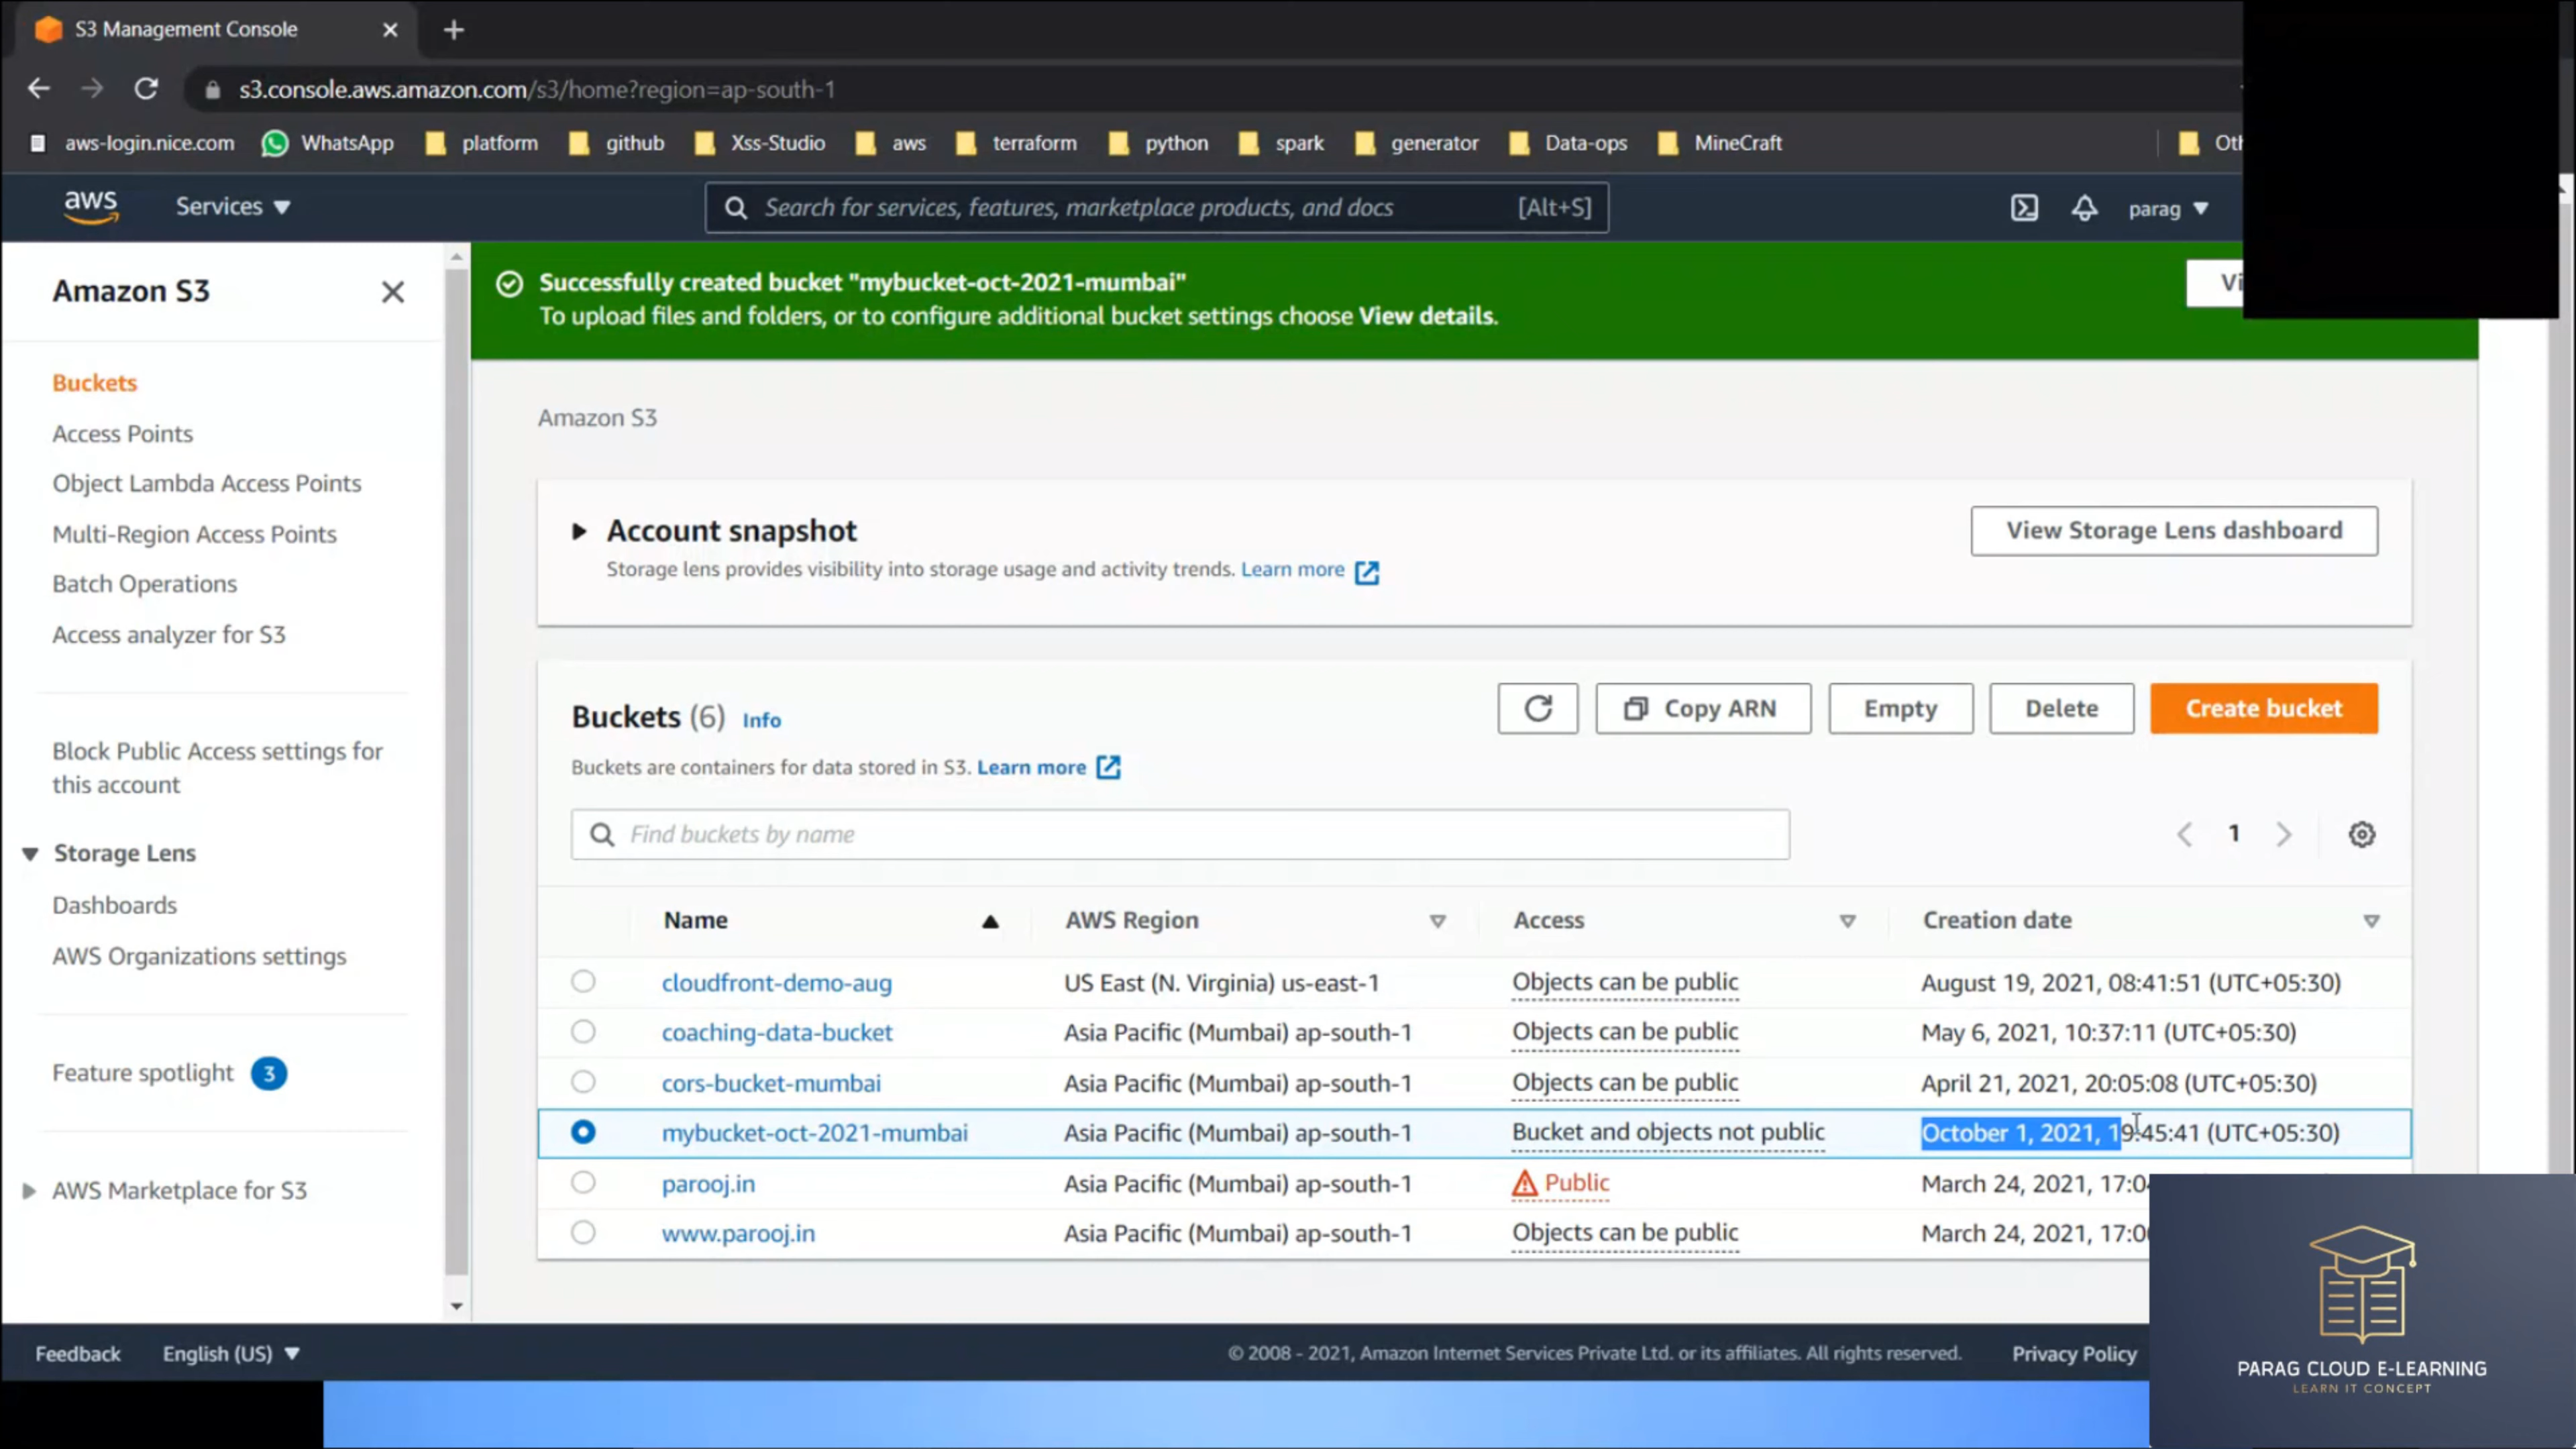 S3 Management Console
s3.console.aws.amazon.com/s3/home?region=ap-south-1
aws-login.nice.com WhatsApp platform github Xss-Studio aws terraform python spark generator Data-ops MineCraft
aws Services Search for services, features, marketplace products, and docs [Alt+S] parag
Amazon S3
Buckets
Access Points
Object Lambda Access Points
Multi-Region Access Points
Batch Operations
Access analyzer for S3
Block Public Access settings for
this account
Storage Lens
Dashboards
AWS Organizations settings
Feature spotlight 3
AWS Marketplace for S3
Successfully created bucket "mybucket-oct-2021-mumbai"
To upload files and folders, or to configure additional bucket settings choose View details.
Amazon S3
Account snapshot
View Storage Lens dashboard
Storage lens provides visibility into storage usage and activity trends. Learn more
Buckets (6) Info
Copy ARN Empty Delete Create bucket
Buckets are containers for data stored in S3. Learn more
Find buckets by name
1
Name AWS Region Access Creation date
cloudfront-demo-aug US East (N. Virginia) us-east-1 Objects can be public August 19, 2021, 08:41:51 (UTC+05:30)
coaching-data-bucket Asia Pacific (Mumbai) ap-south-1 Objects can be public May 6, 2021, 10:37:11 (UTC+05:30)
cors-bucket-mumbai Asia Pacific (Mumbai) ap-south-1 Objects can be public April 21, 2021, 20:05:08 (UTC+05:30)
mybucket-oct-2021-mumbai Asia Pacific (Mumbai) ap-south-1 Bucket and objects not public October 1, 2021, 19:45:41 (UTC+05:30)
parooj.in Asia Pacific (Mumbai) ap-south-1 Public March 24, 2021,
www.parooj.in Asia Pacific (Mumbai) ap-south-1 Objects can be public March 24, 2021,
Feedback English (US) © 2008 - 2021, Amazon Internet Services Private Ltd. or its affiliates. All rights reserved. Privacy Policy
PARAG CLOUD E-LEARNING
LEARN IT CONCEPT